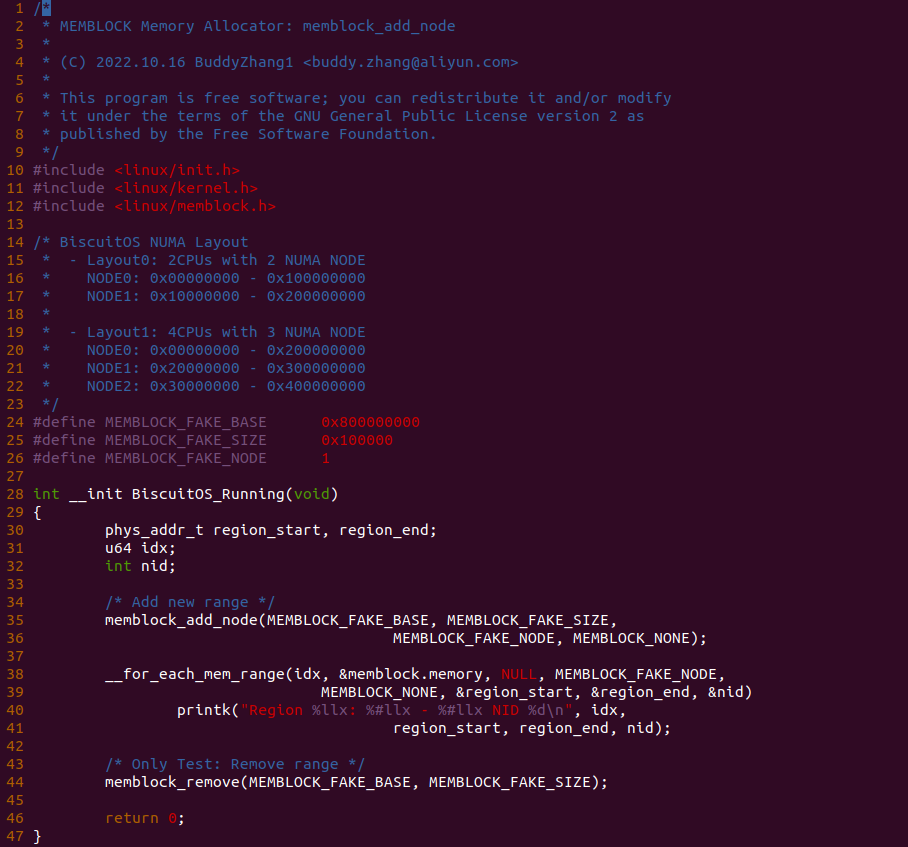 1 /*
2  * MEMBLOCK Memory Allocator: memblock_add_node
3  *
4  * (C) 2022.10.16 BuddyZhang1 <buddy.zhang@aliyun.com>
5  *
6  * This program is free software; you can redistribute it and/or modify
7  * it under the terms of the GNU General Public License version 2 as
8  * published by the Free Software Foundation.
9  */
10 #include <linux/init.h>
11 #include <linux/kernel.h>
12 #include <linux/memblock.h>
13
14 /* BiscuitOS NUMA Layout
15  *  - Layout0: 2CPUs with 2 NUMA NODE
16  *    NODE0: 0x00000000 - 0x100000000
17  *    NODE1: 0x10000000 - 0x200000000
18  *
19  *  - Layout1: 4CPUs with 3 NUMA NODE
20  *    NODE0: 0x00000000 - 0x200000000
21  *    NODE1: 0x20000000 - 0x300000000
22  *    NODE2: 0x30000000 - 0x400000000
23  */
24 #define MEMBLOCK_FAKE_BASE      0x800000000
25 #define MEMBLOCK_FAKE_SIZE      0x100000
26 #define MEMBLOCK_FAKE_NODE      1
27
28 int __init BiscuitOS_Running(void)
29 {
30         phys_addr_t region_start, region_end;
31         u64 idx;
32         int nid;
33
34         /* Add new range */
35         memblock_add_node(MEMBLOCK_FAKE_BASE, MEMBLOCK_FAKE_SIZE,
36                                         MEMBLOCK_FAKE_NODE, MEMBLOCK_NONE);
37
38         __for_each_mem_range(idx, &memblock.memory, NULL, MEMBLOCK_FAKE_NODE,
39                                 MEMBLOCK_NONE, &region_start, &region_end, &nid)
40                 printk("Region %llx: %#llx - %#llx NID %d\n", idx,
41                                         region_start, region_end, nid);
42
43         /* Only Test: Remove range */
44         memblock_remove(MEMBLOCK_FAKE_BASE, MEMBLOCK_FAKE_SIZE);
45
46         return 0;
47 }